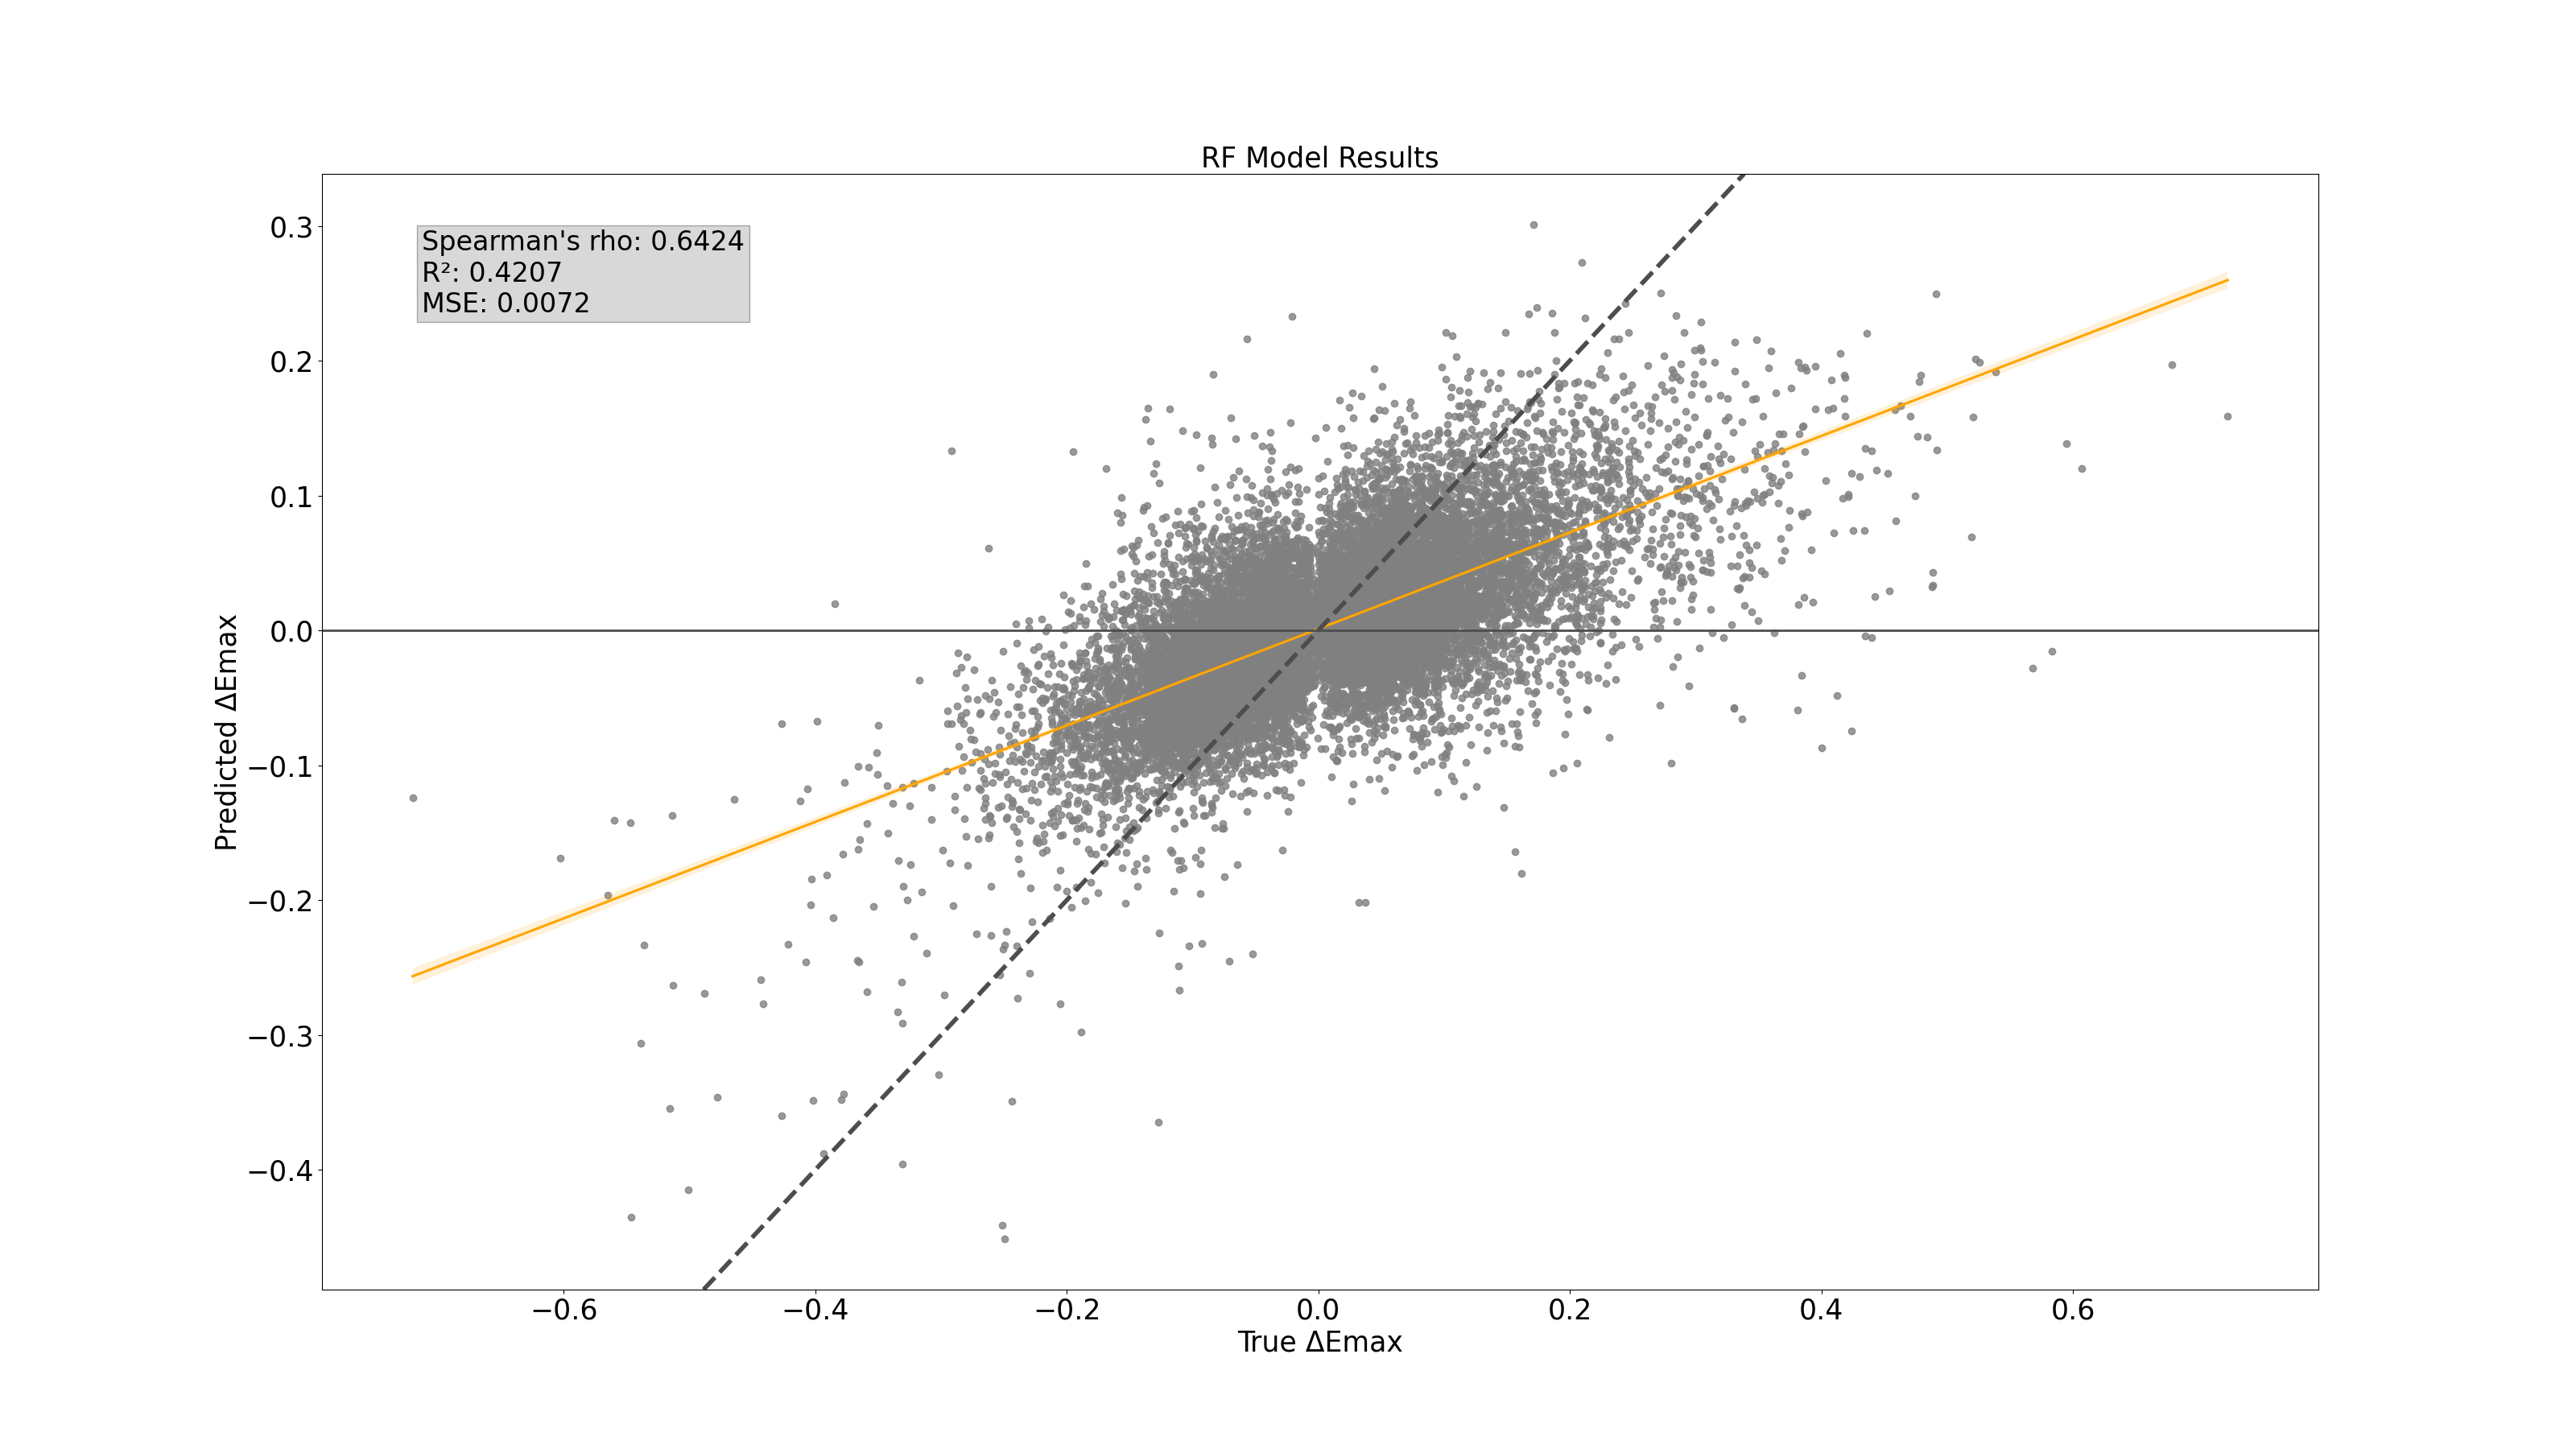 RF Model Results
Spearman's rho: 0.6424
R²: 0.4207
MSE: 0.0072
Predicted ΔEmax
0.3
0.2
0.1
0.0
−0.1
−0.2
−0.3
−0.4
−0.6 −0.4 −0.2 0.0 0.2 0.4 0.6
True ΔEmax